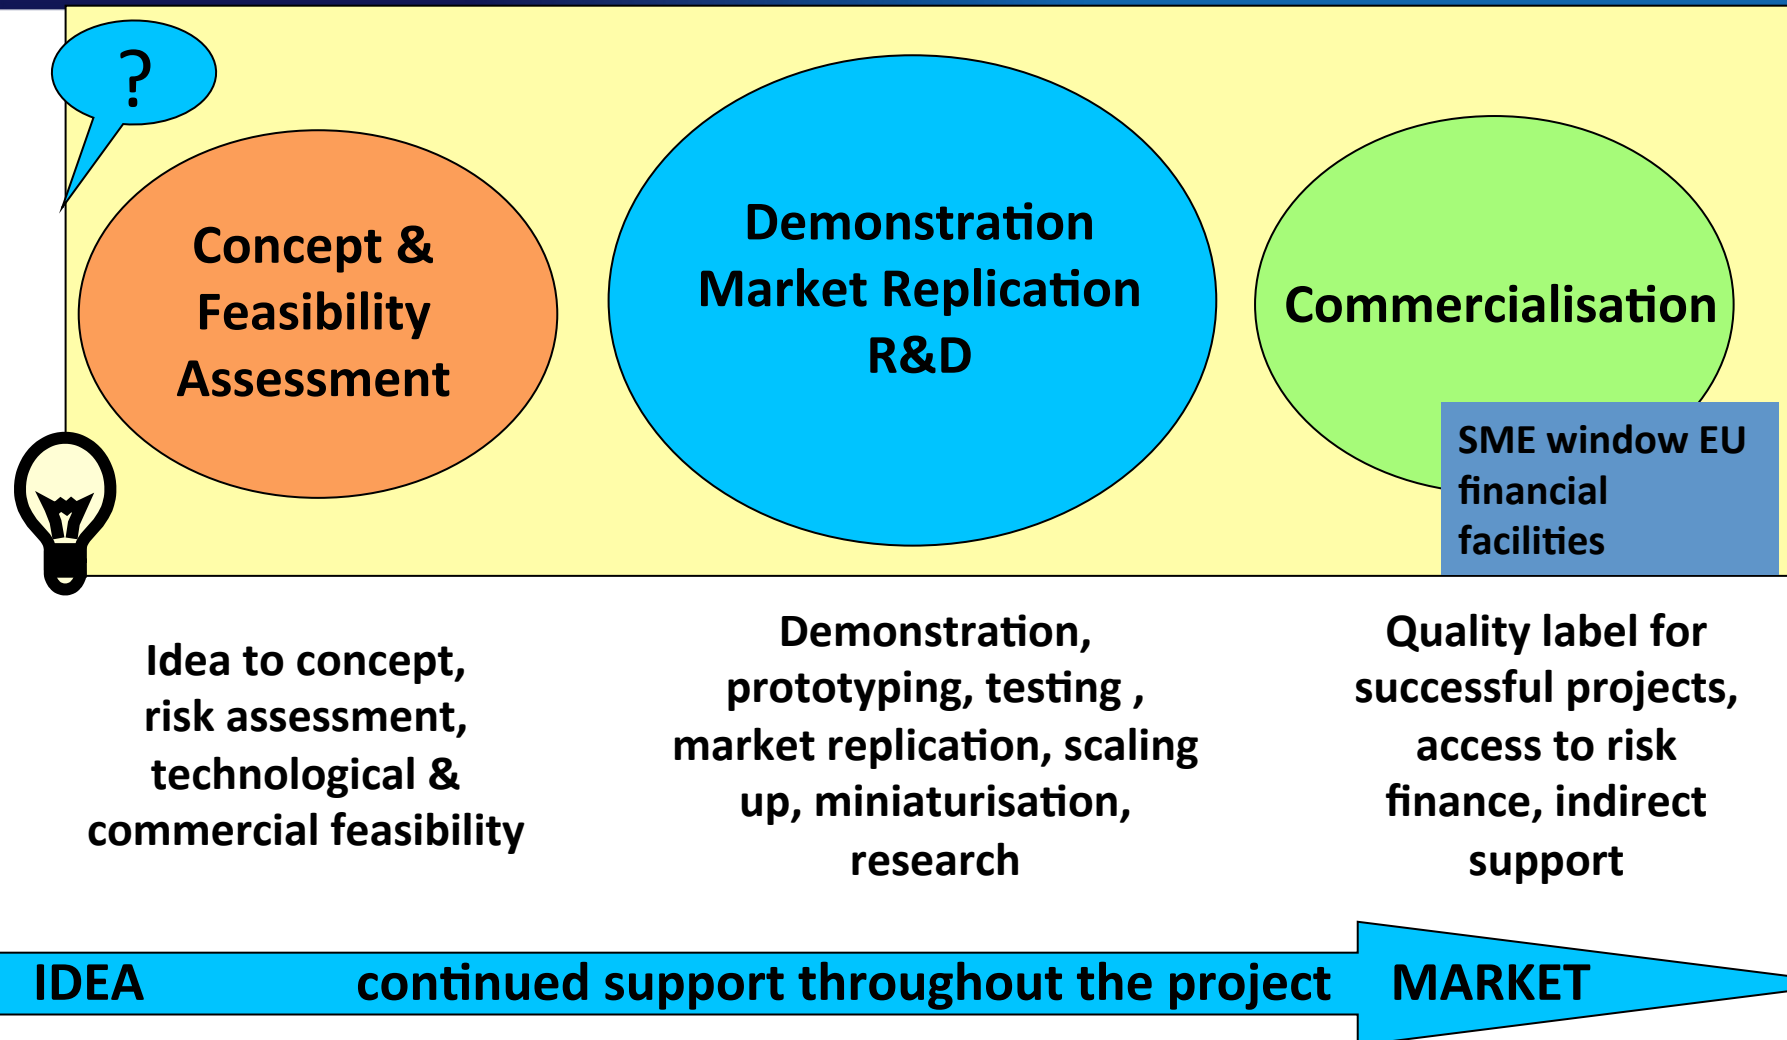 ?
Concept &
Feasibility
Assessment
Demonstration
Market Replication
R&D
Commercialisation
SME window EU
financial
facilities
Idea to concept,
risk assessment,
technological &
commercial feasibility
Demonstration,
prototyping, testing ,
market replication, scaling
up, miniaturisation,
research
Quality label for
successful projects,
access to risk
finance, indirect
support
IDEA continued support throughout the project MARKET